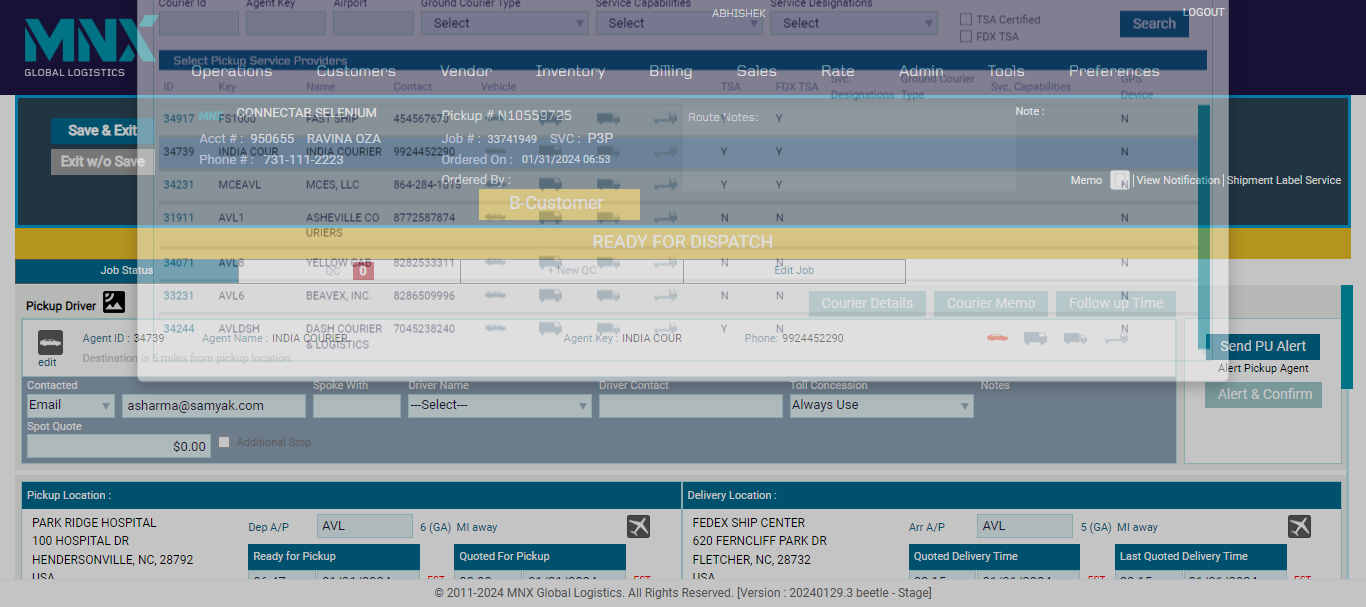 Courier Id Agent Key Airport Ground Courier Type Service Capabilities Service Designations
ABHISHEK LOGOUT
Select Select Select TSA Certified Search
FDX TSA
MNX
GLOBAL LOGISTICS
Select Pickup Service Providers
Operations Customers Vendor Inventory Billing Sales Rate Admin Tools Preferences
ID Key Name Contact Vehicle TSA FDX TSA Svc. Designations Ground Courier Type Svc. Capabilities GPS Device
CONNECTAR SELENIUM Pickup # N10559725 Route Notes: Note :
34917 FS1000 FAST SHIP Y Y N
Save & Exit
Acct # : 950655 RAVINA OZA Job # : 33741949 SVC : P3P
34739 INDIA COUR INDIA COURIER 9924452290 Y Y N
Exit w/o Save
Phone # : 731-111-2223 Ordered On : 01/31/2024 06:53
Ordered By :
34231 MCEAVL MCES, LLC Y Y N
Memo | View Notification | Shipment Label Service
B-Customer
31911 AVL1 ASHEVILLE CO 8772587874 N N N
URIERS
READY FOR DISPATCH
34071 AVL8 YELLOW CAB 8282533311 N N N
Job Status QC 0 + New QC Edit Job
33231 AVL6 BEAVEX, INC. 8286509996 N N N
Pickup Driver Courier Details Courier Memo Follow up Time
34244 AVLDSH DASH COURIER 7045238240 Y N N
& LOGISTICS
Agent ID : 34739 Agent Name : INDIA COURIER Agent Key : INDIA COUR Phone: 9924452290
Send PU Alert
edit Destination is 5 miles from pickup location
Alert Pickup Agent
Contacted Spoke With Driver Name Driver Contact Toll Concession Notes
Alert & Confirm
Email asharma@samyak.com ---Select--- Always Use
Spot Quote
$0.00 Additional Stop
Pickup Location : Delivery Location :
PARK RIDGE HOSPITAL Dep A/P AVL 6 (GA) MI away FEDEX SHIP CENTER Arr A/P AVL 5 (GA) MI away
100 HOSPITAL DR 620 FERNCLIFF PARK DR
HENDERSONVILLE, NC, 28792 Ready for Pickup Quoted For Pickup FLETCHER, NC, 28732 Quoted Delivery Time Last Quoted Delivery Time
USA USA
© 2011-2024 MNX Global Logistics. All Rights Reserved. [Version : 20240129.3 beetle - Stage]